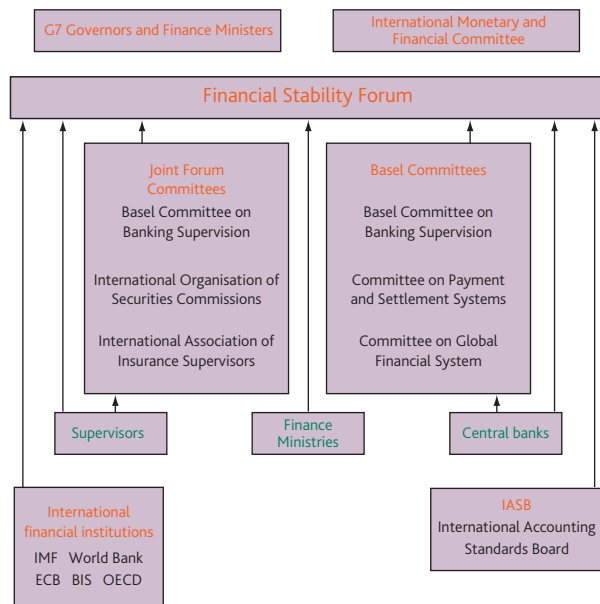 G7 Governors and Finance Ministers
International Monetary and
Financial Committee
Financial Stability Forum
Joint Forum
Committees
Basel Committee on
Banking Supervision
International Organisation of
Securities Commissions
International Association of
Insurance Supervisors
Basel Committees
Basel Committee on
Banking Supervision
Committee on Payment
and Settlement Systems
Committee on Global
Financial System
Supervisors
Finance
Ministries
Central banks
International
financial institutions
IMF World Bank
ECB BIS OECD
IASB
International Accounting
Standards Board